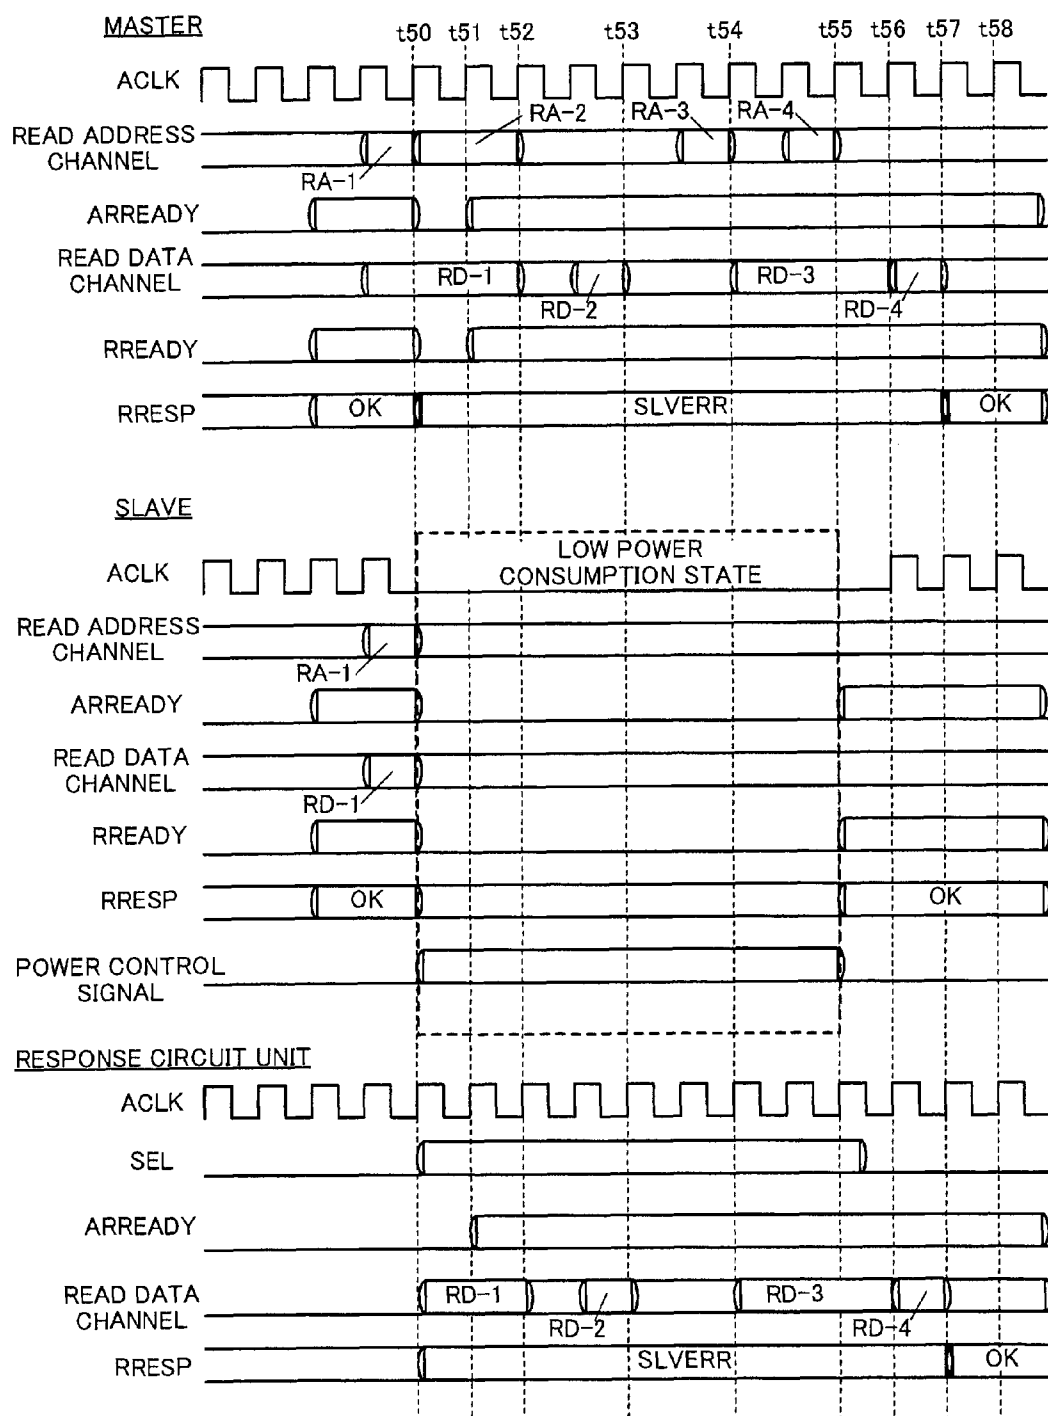 MASTER
t50 t51 t52 t53 t54 t55 t56 t57 t58
ACLK
READ ADDRESS
CHANNEL
RA-2
RA-3
RA-4
RA-1
ARREADY
READ DATA
CHANNEL
RD-1
RD-3
RD-2
RD-4
RREADY
RRESP
OK
SLVERR
OK
SLAVE
LOW POWER
CONSUMPTION STATE
ACLK
READ ADDRESS
CHANNEL
RA-1
ARREADY
READ DATA
CHANNEL
RD-1
RREADY
RRESP
OK
OK
POWER CONTROL
SIGNAL
RESPONSE CIRCUIT UNIT
ACLK
SEL
ARREADY
READ DATA
CHANNEL
RD-1
RD-3
RD-2
RD-4
RRESP
SLVERR
OK